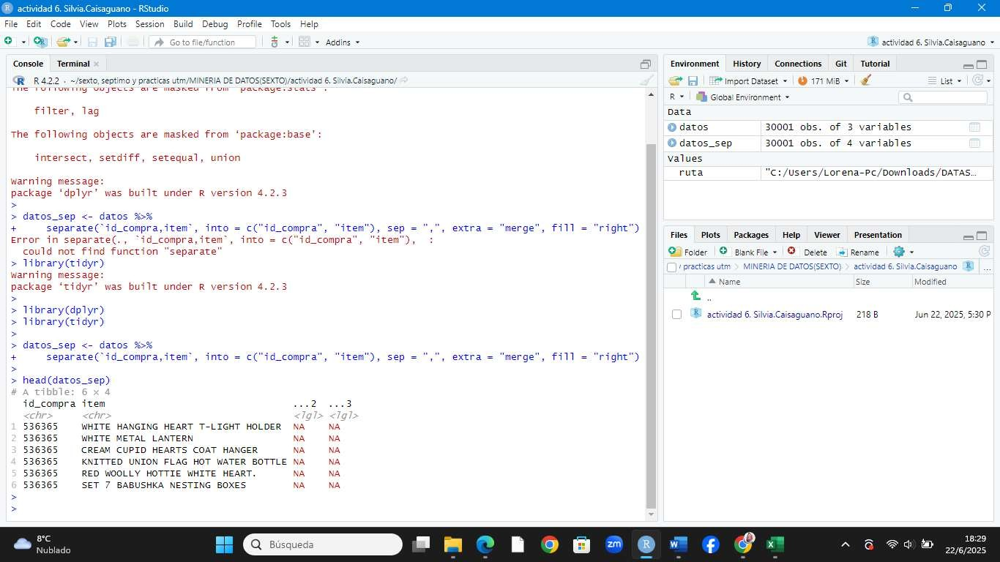 actividad 6. Silvia.Caisaguano - RStudio
File Edit Code View Plots Session Build Debug Profile Tools Help
Go to file/function Addins actividad 6. Silvia.Caisaguano
Console Terminal
R 4.2.2 · ~/sexto, septimo y practicas utm/MINERIA DE DATOS(SEXTO)/actividad 6. Silvia.Caisaguano/
The following objects are masked from ‘package:stats’:
filter, lag
The following objects are masked from ‘package:base’:
intersect, setdiff, setequal, union
Warning message:
package ‘dplyr’ was built under R version 4.2.3
>
> datos_sep <- datos %>%
+     separate(`id_compra,item`, into = c("id_compra", "item"), sep = ",", extra = "merge", fill = "right")
Error in separate(., `id_compra,item`, into = c("id_compra", "item"),  :
could not find function "separate"
> library(tidyr)
Warning message:
package ‘tidyr’ was built under R version 4.2.3
>
> library(dplyr)
> library(tidyr)
>
> datos_sep <- datos %>%
+     separate(`id_compra,item`, into = c("id_compra", "item"), sep = ",", extra = "merge", fill = "right")
>
> head(datos_sep)
# A tibble: 6 × 4
id_compra item ...2 ...3
<chr> <chr> <lgl> <lgl>
1 536365 WHITE HANGING HEART T-LIGHT HOLDER NA NA
2 536365 WHITE METAL LANTERN NA NA
3 536365 CREAM CUPID HEARTS COAT HANGER NA NA
4 536365 KNITTED UNION FLAG HOT WATER BOTTLE NA NA
5 536365 RED WOOLLY HOTTIE WHITE HEART. NA NA
6 536365 SET 7 BABUSHKA NESTING BOXES NA NA
>
>
Environment History Connections Git Tutorial
Import Dataset 171 MiB List
R Global Environment
Data
datos 30001 obs. of 3 variables
datos_sep 30001 obs. of 4 variables
Values
ruta "C:/Users/Lorena-Pc/Downloads/DATAS…
Files Plots Packages Help Viewer Presentation
Folder Blank File Delete Rename
/ practicas utm MINERIA DE DATOS(SEXTO) actividad 6. Silvia.Caisaguano ...
Name Size Modified
..
actividad 6. Silvia.Caisaguano.Rproj 218 B Jun 22, 2025, 5:30 P
8°C
Nublado
Búsqueda
zm
18:29
22/6/2025